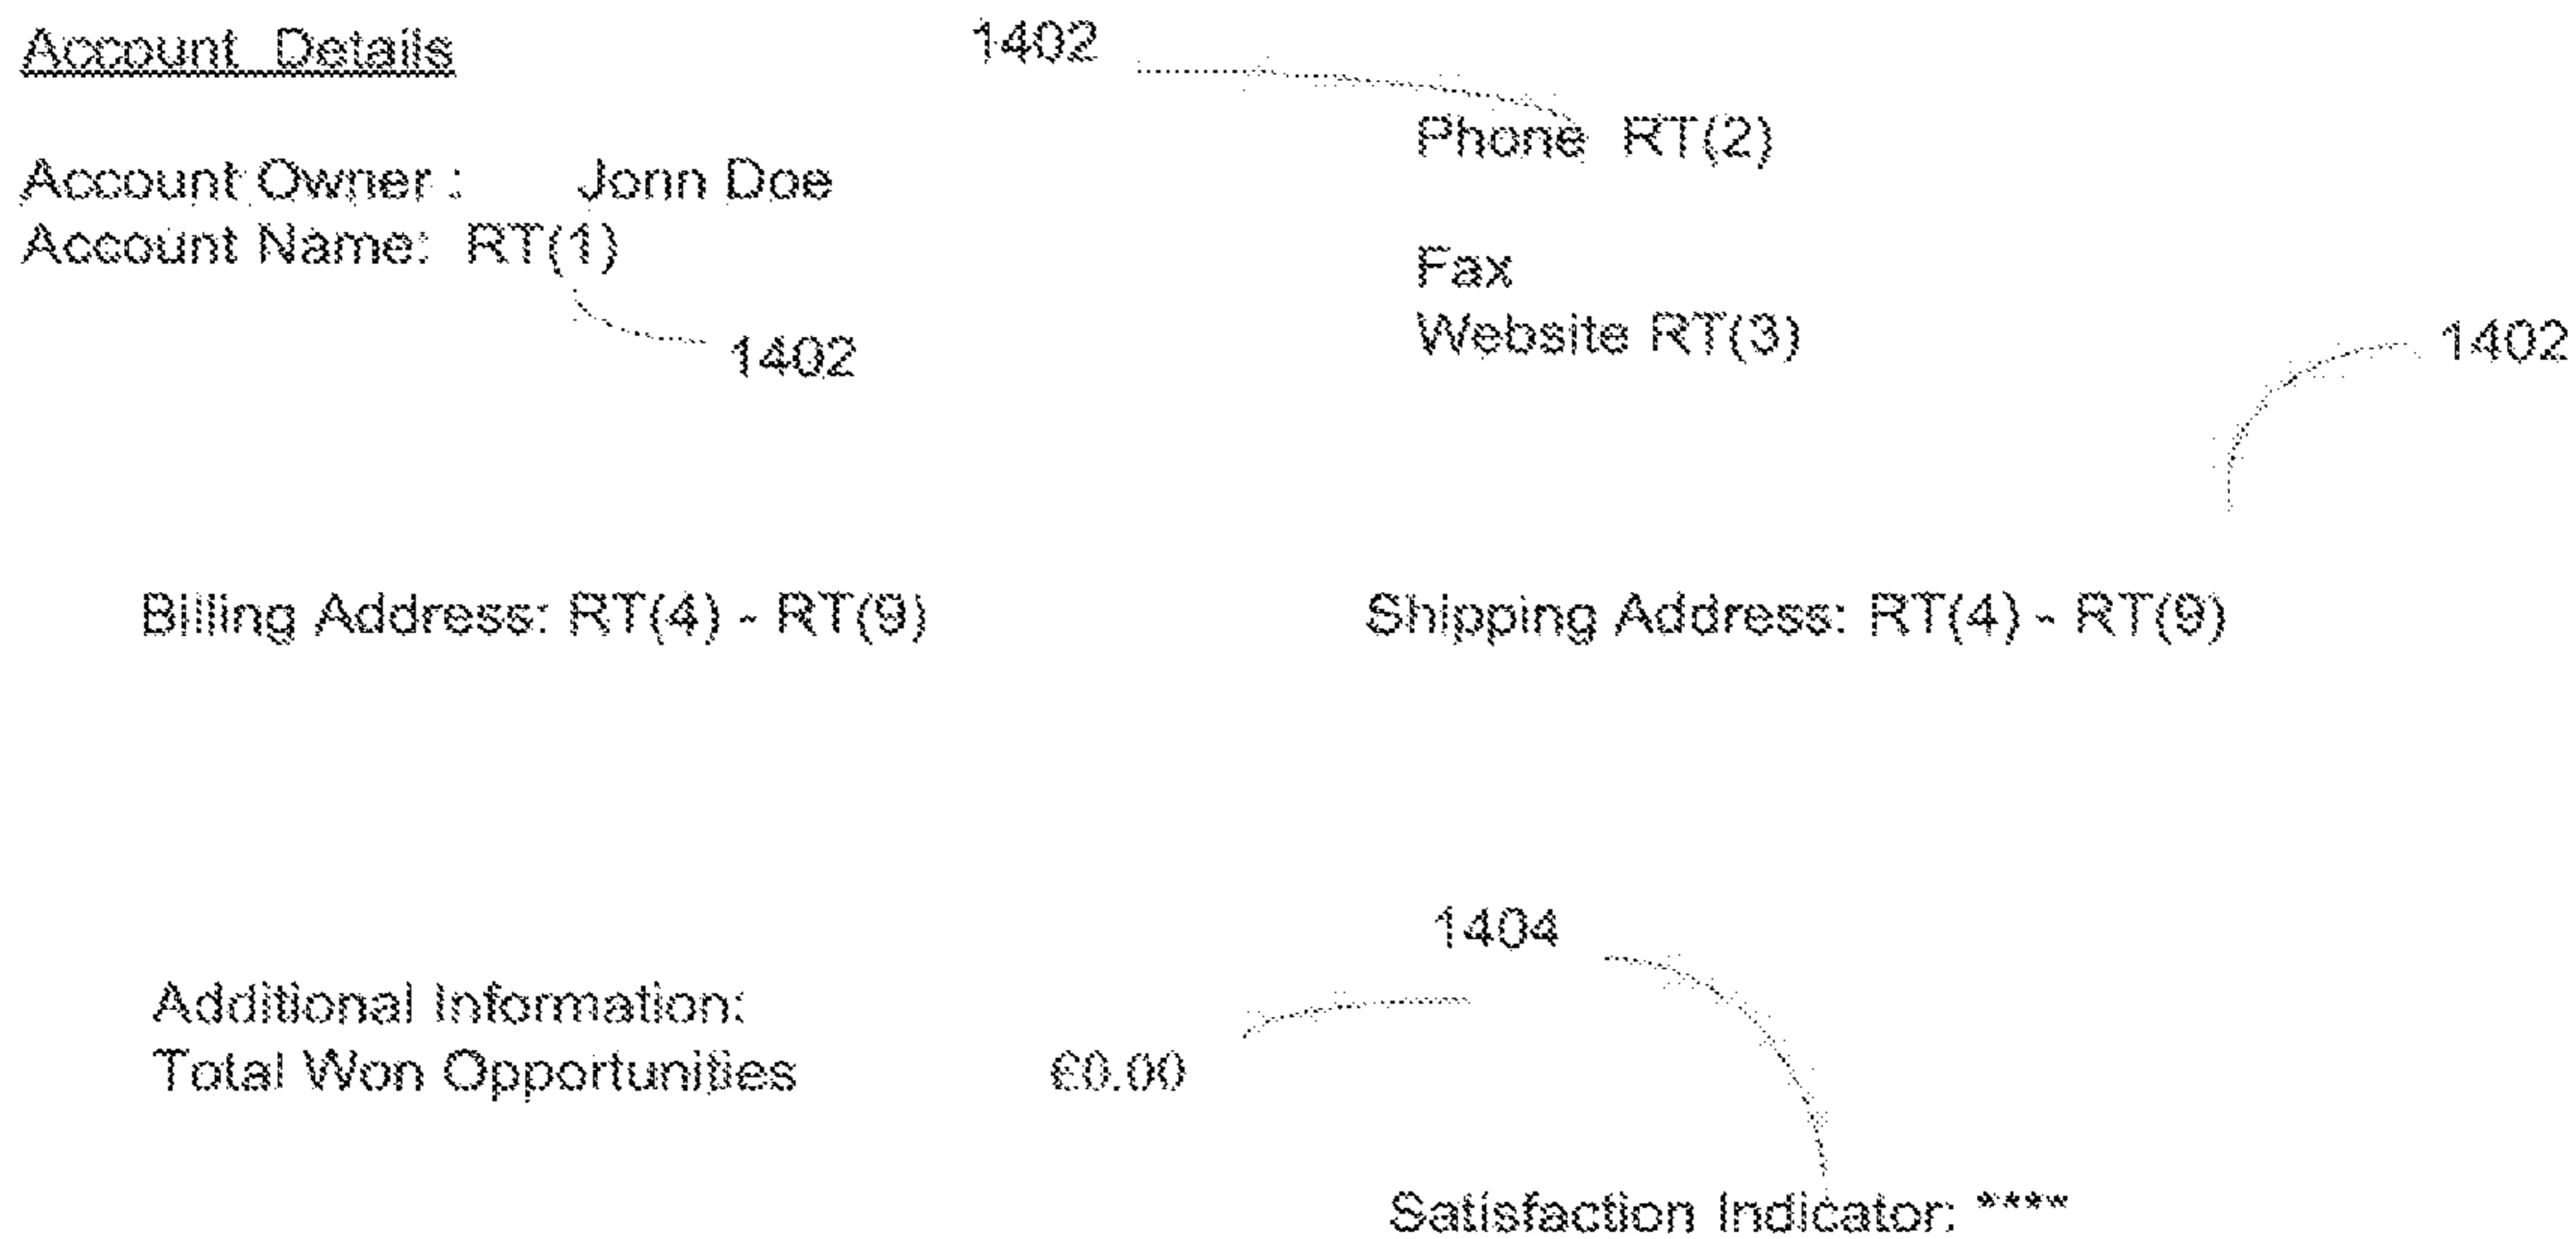 Account Details
1402
Phone RT(2)
Account Owner : Jonn Doe
Account Name: RT(1)
Fax
Website RT(3)
1402
1402
Billing Address: RT(4) - RT(9)
Shipping Address: RT(4) - RT(9)
1404
Additional Information:
Total Won Opportunities €0.00
Satisfaction Indicator: ****